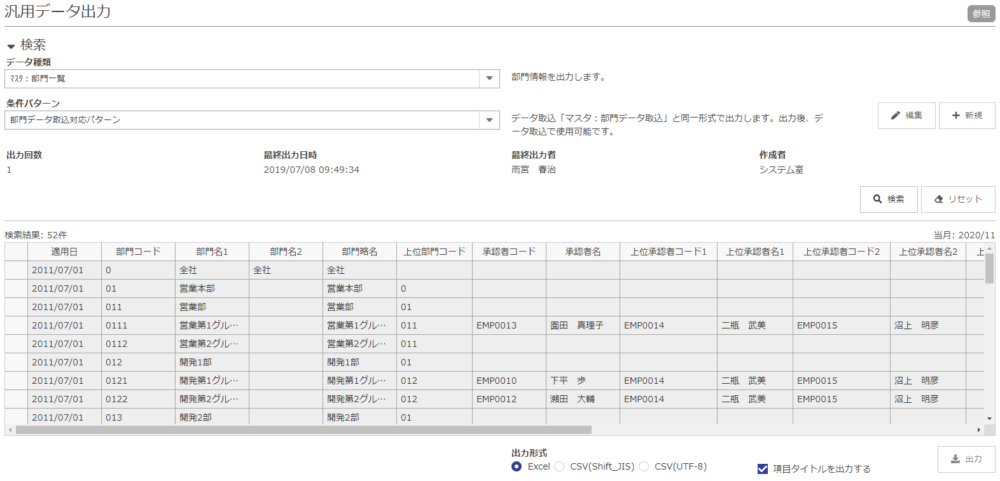 汎用データ出力
参照
検索
データ種類
ﾏｽﾀ：部門一覧
部門情報を出力します。
条件パターン
部門データ取込対応パターン
データ取込「マスタ：部門データ取込」と同一形式で出力します。出力後、デ
ータ取込で使用可能です。
編集
新規
出力回数 最終出力日時 最終出力者 作成者
1 2019/07/08 09:49:34 雨宮　春治 システム室
検索
リセット
検索結果: 52件
当月: 2020/11
適用日 部門コード 部門名1 部門名2 部門略名 上位部門コード 承認者コード 承認者名 上位承認者コード1 上位承認者名1 上位承認者コード2 上位承認者名2 上
2011/07/01 0 全社 全社 全社
2011/07/01 01 営業本部 営業本部 0
2011/07/01 011 営業部 営業部 01
2011/07/01 0111 営業第1グル… 営業第1グル… 011 EMP0013 園田　真理子 EMP0014 二瓶　武美 EMP0015 沼上　明彦
2011/07/01 0112 営業第2グル… 営業第2グル… 011
2011/07/01 012 開発1部 開発1部 01
2011/07/01 0121 開発第1グル… 開発第1グル… 012 EMP0010 下平　歩 EMP0014 二瓶　武美 EMP0015 沼上　明彦
2011/07/01 0122 開発第2グル… 開発第2グル… 012 EMP0012 瀬田　大輔 EMP0014 二瓶　武美 EMP0015 沼上　明彦
2011/07/01 013 開発2部 開発2部 01
出力形式
Excel CSV(Shift_JIS) CSV(UTF-8)
項目タイトルを出力する
出力